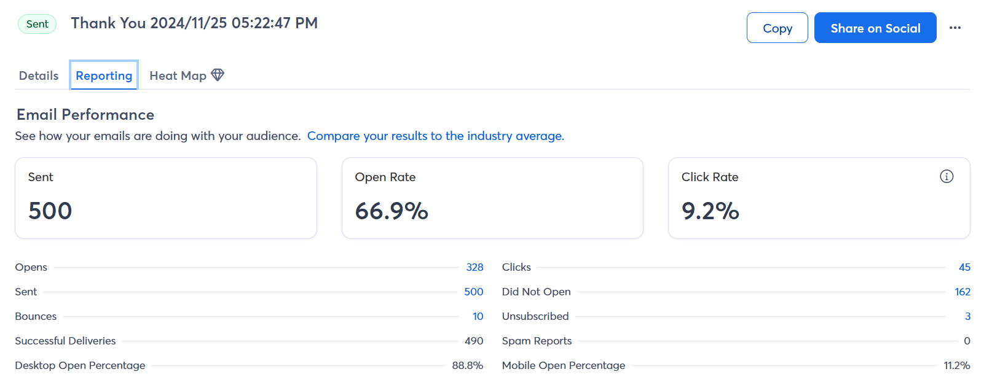 Sent Thank You 2024/11/25 05:22:47 PM
Copy Share on Social ...
Details Reporting Heat Map
Email Performance
See how your emails are doing with your audience. Compare your results to the industry average.
Sent
500
Open Rate
66.9%
Click Rate
9.2%
Opens 328
Sent 500
Bounces 10
Successful Deliveries 490
Desktop Open Percentage 88.8%
Clicks 45
Did Not Open 162
Unsubscribed 3
Spam Reports 0
Mobile Open Percentage 11.2%